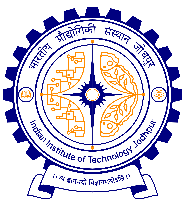 भारतीय प्रौद्योगिकी संस्थान जोधपुर
Indian Institute of Technology Jodhpur